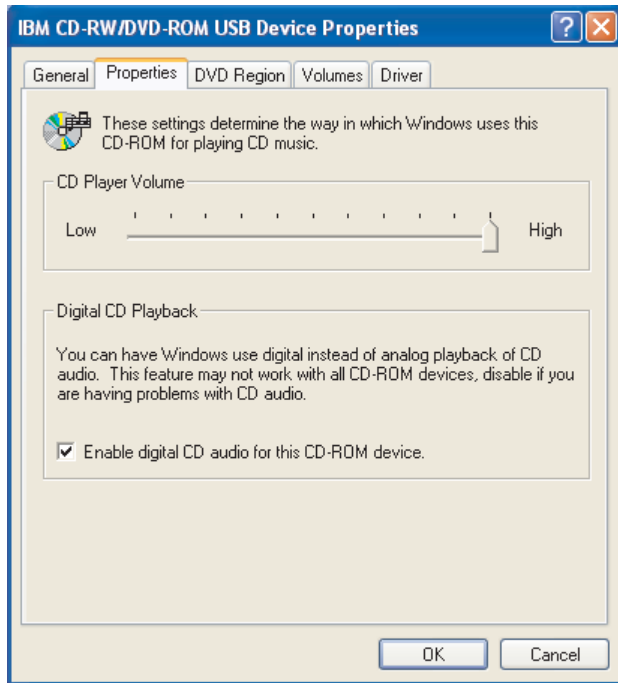 IBM CD-RW/DVD-ROM USB Device Properties
General Properties DVD Region Volumes Driver
These settings determine the way in which Windows uses this
CD-ROM for playing CD music.
CD Player Volume
Low High
Digital CD Playback
You can have Windows use digital instead of analog playback of CD
audio. This feature may not work with all CD-ROM devices, disable if you
are having problems with CD audio.
Enable digital CD audio for this CD-ROM device.
OK Cancel